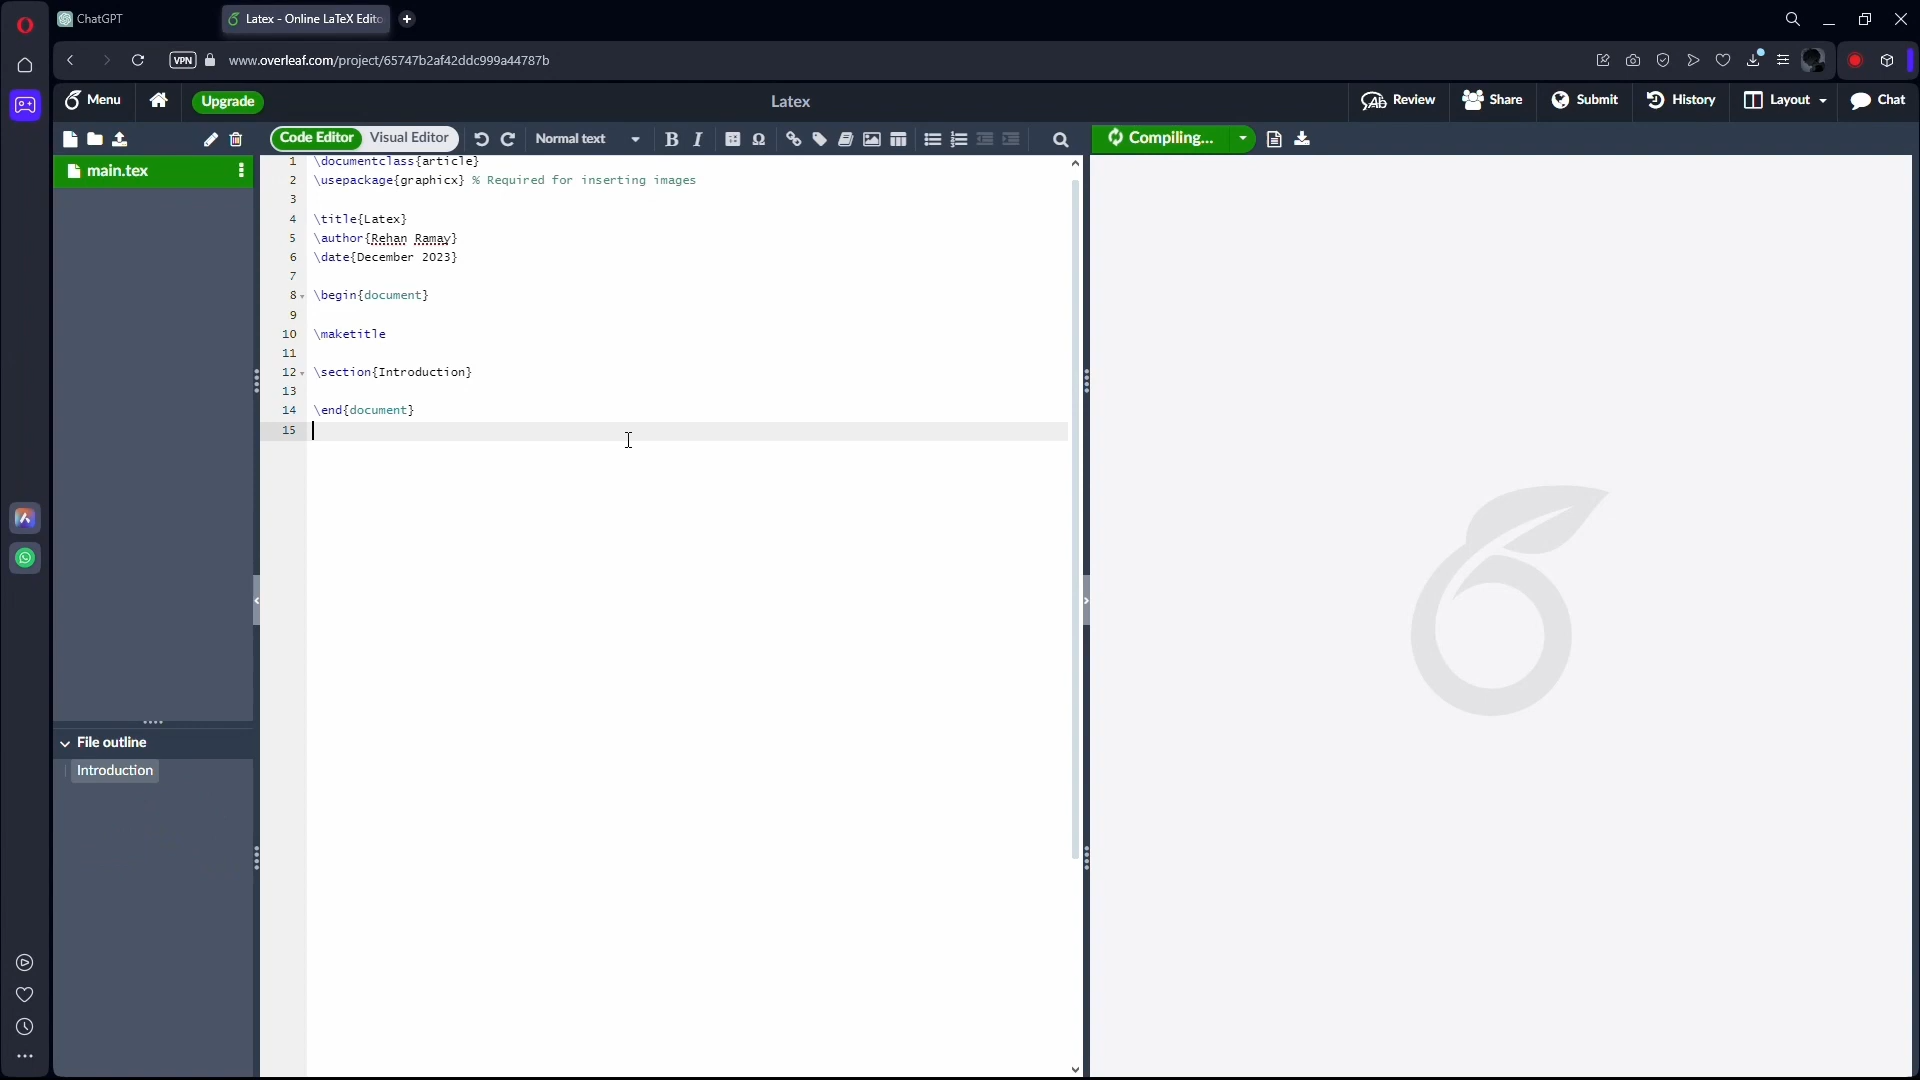 ChatGPT
Latex - Online LaTeX Edito
VPN
www.overleaf.com/project/65747b2af42ddc999a44787b
Menu
Upgrade
Latex
Review
Share
Submit
History
Layout
Chat
Code Editor
Visual Editor
Normal text
B
I
Ω
Compiling...
main.tex
1 \documentclass{article}
2 \usepackage{graphicx} % Required for inserting images
3
4 \title{Latex}
5 \author{Rehan Ramay}
6 \date{December 2023}
7
8 \begin{document}
9
10 \maketitle
11
12 \section{Introduction}
13
14 \end{document}
15
File outline
Introduction